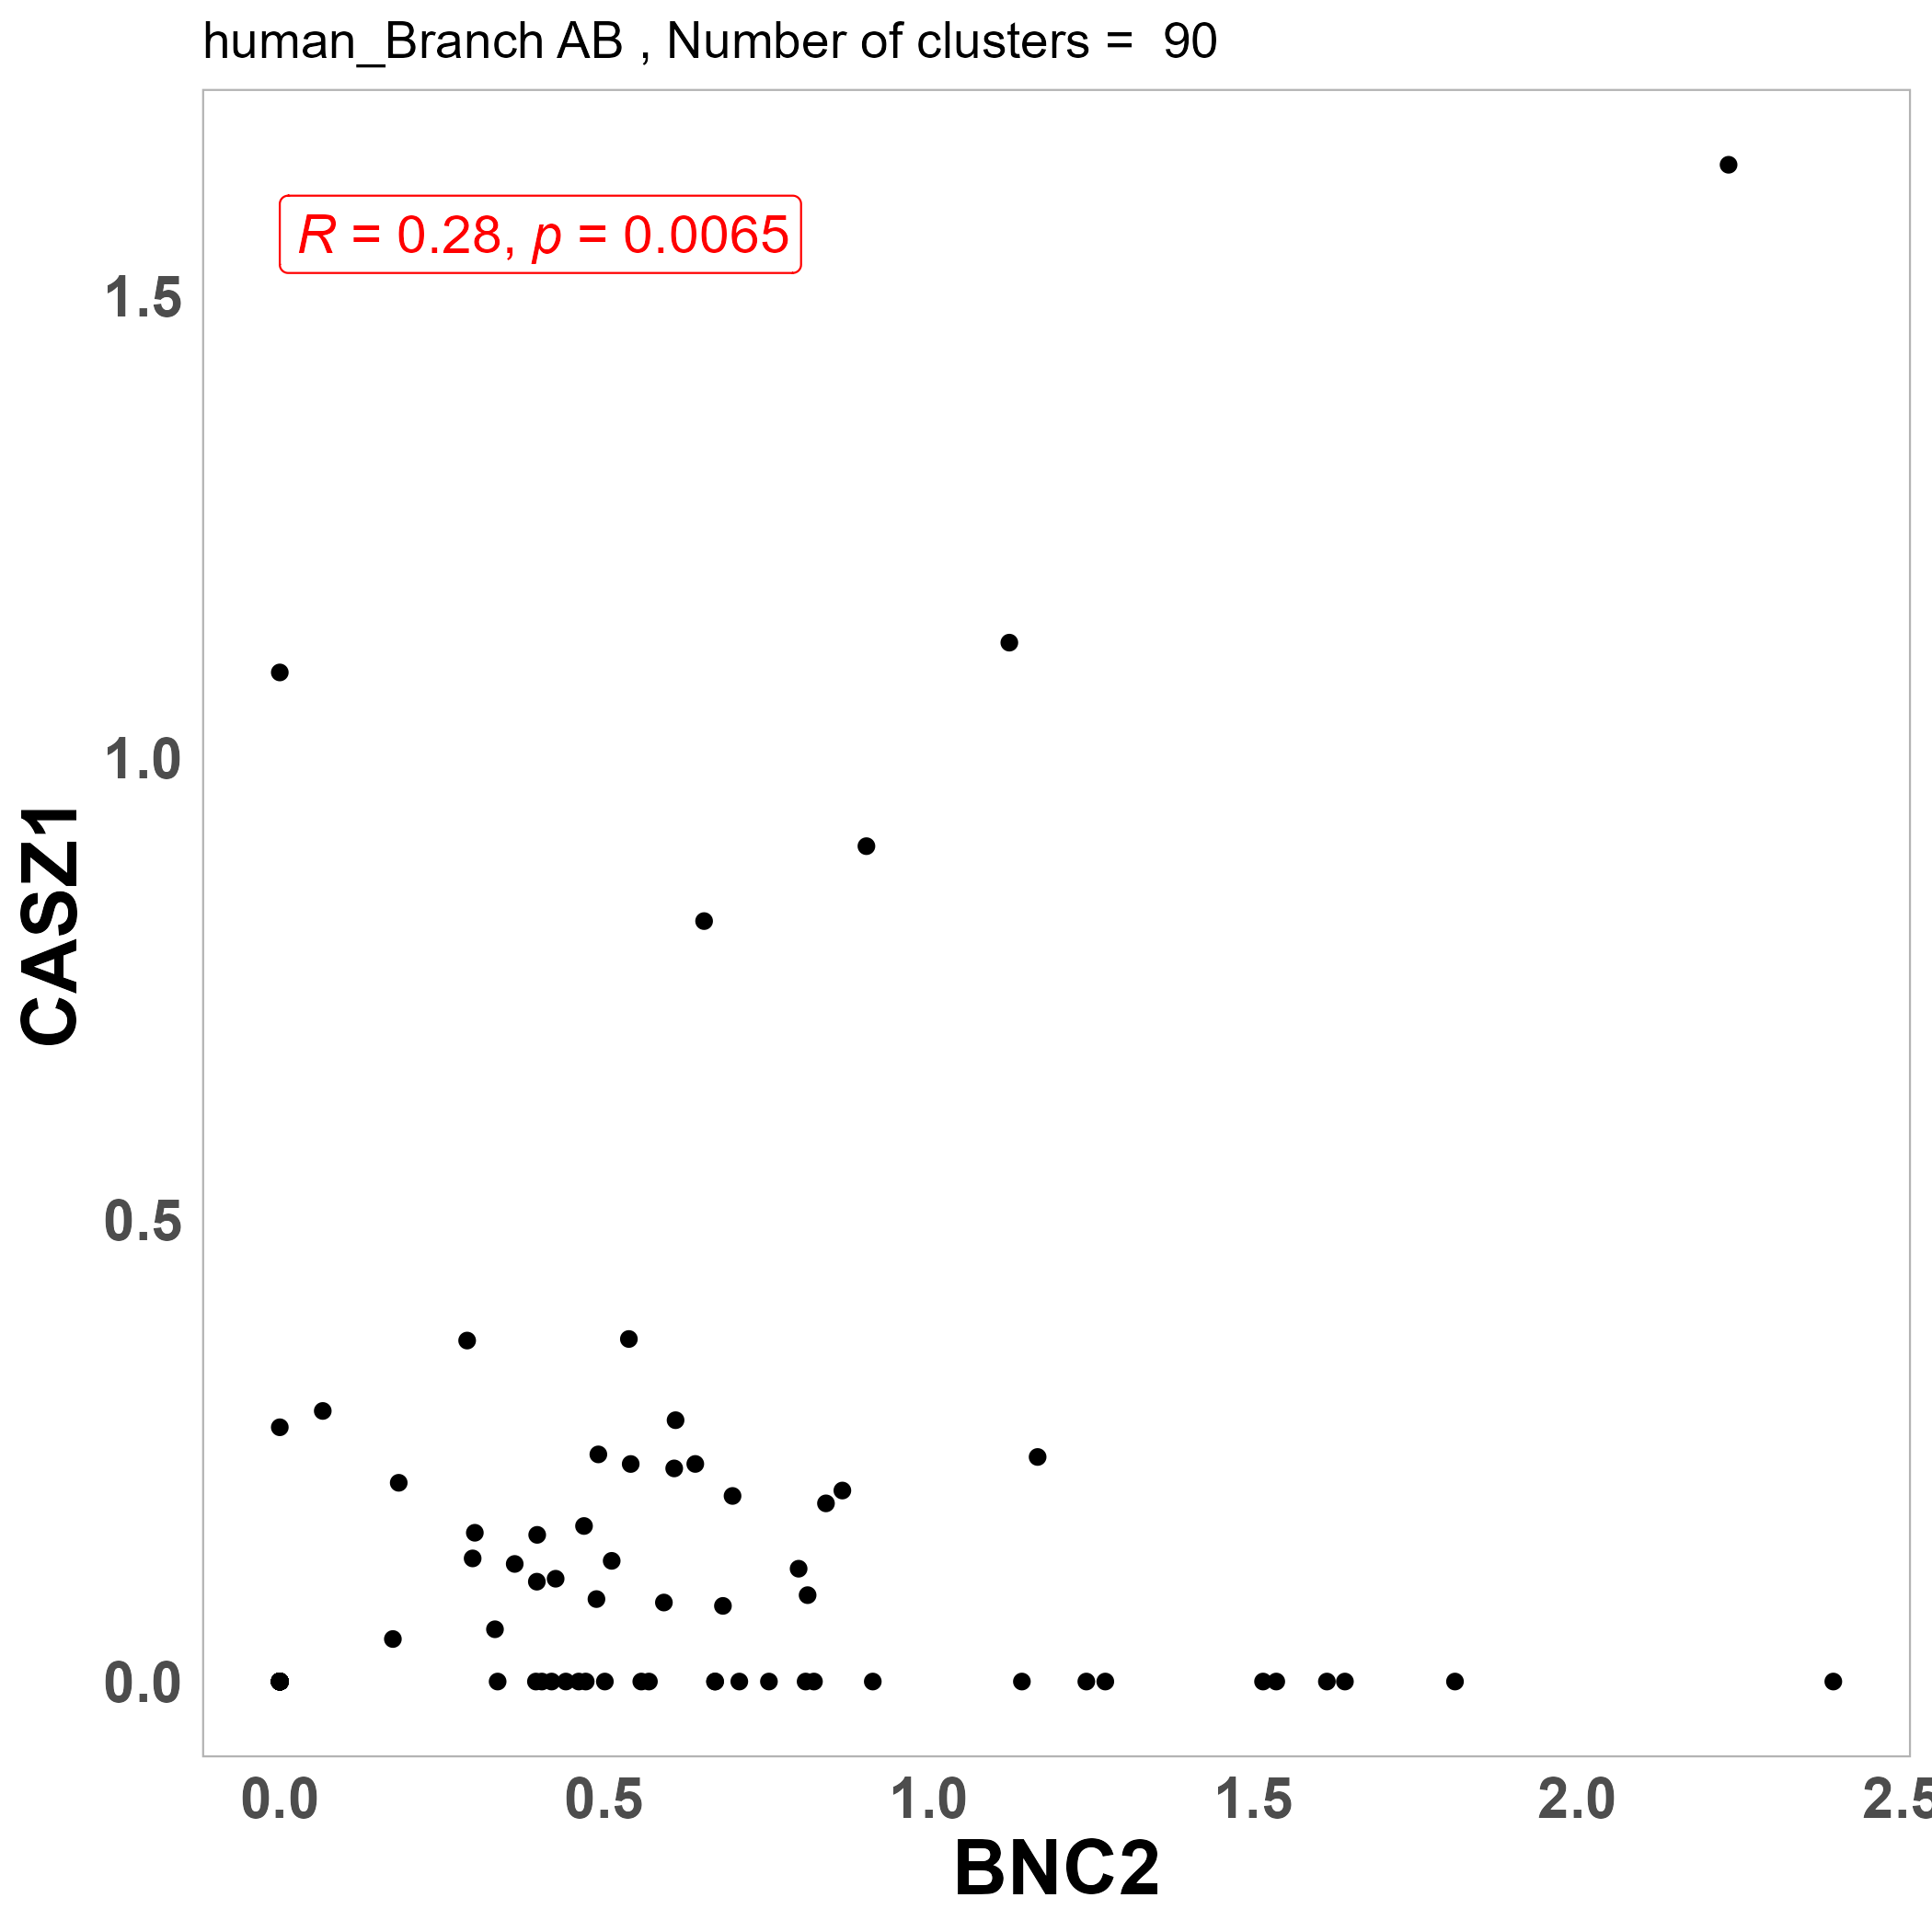 human_Branch AB , Number of clusters =  90
R = 0.28, p = 0.0065
1.5
1.0
0.5
0.0
CASZ1
0.0 0.5 1.0 1.5 2.0 2.5
BNC2